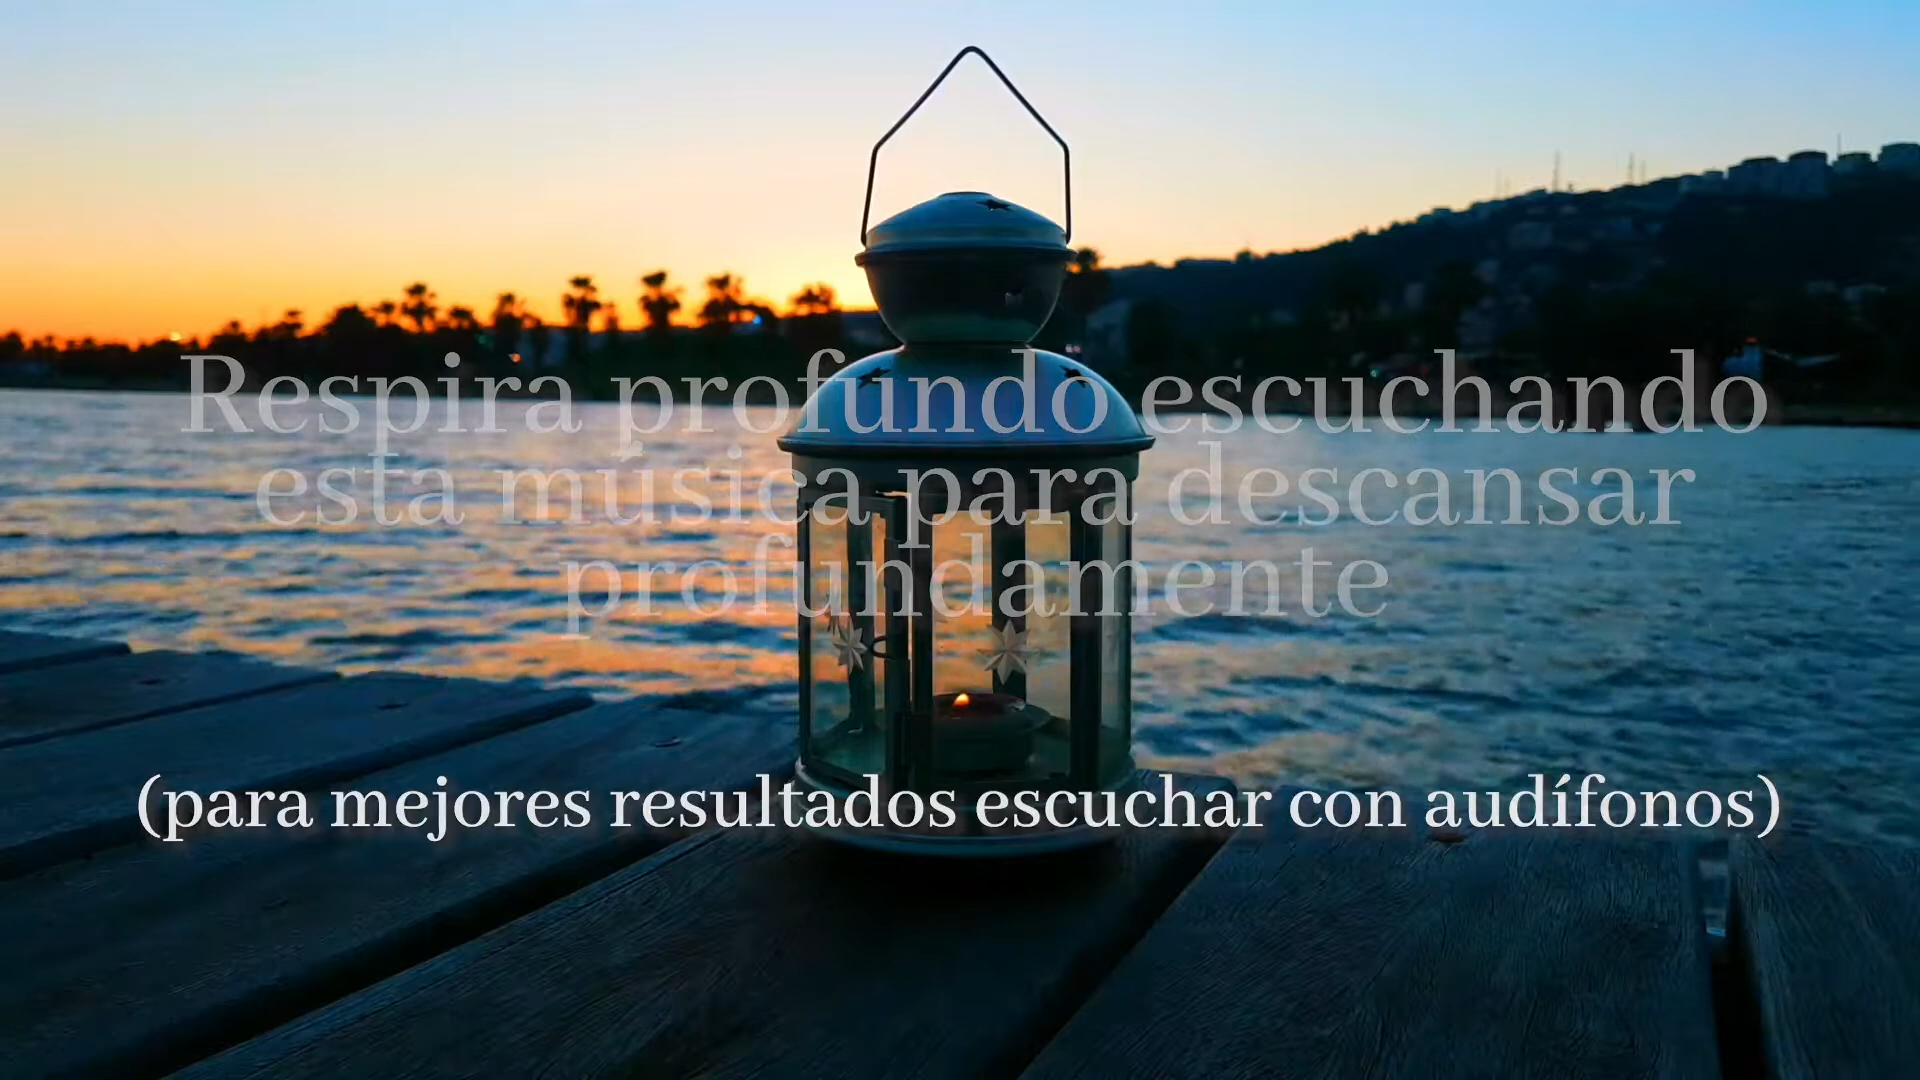 Respira profundo escuchando
esta música para descansar
profundamente
(para mejores resultados escuchar con audífonos)